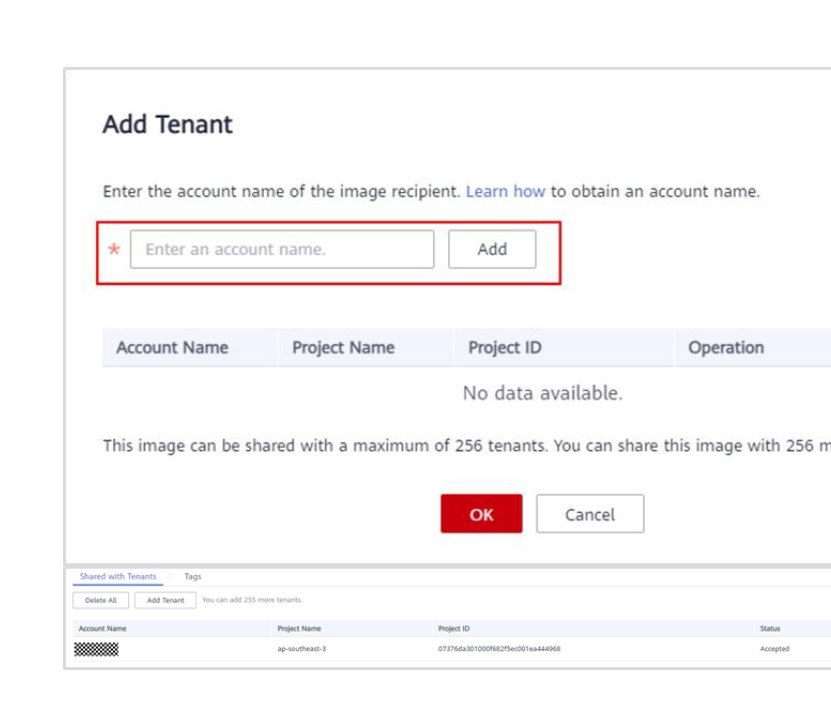 Add Tenant
Enter the account name of the image recipient. Learn how to obtain an account name.
* Enter an account name. Add
Account Name Project Name Project ID Operation
No data available.
This image can be shared with a maximum of 256 tenants. You can share this image with 256 m
OK Cancel
Shared with Tenants Tags
Delete All Add Tenant You can add 255 more tenants.
Account Name Project Name Project ID Status
ap-southeast-3 07376da301000f682f5ec001ea444968 Accepted